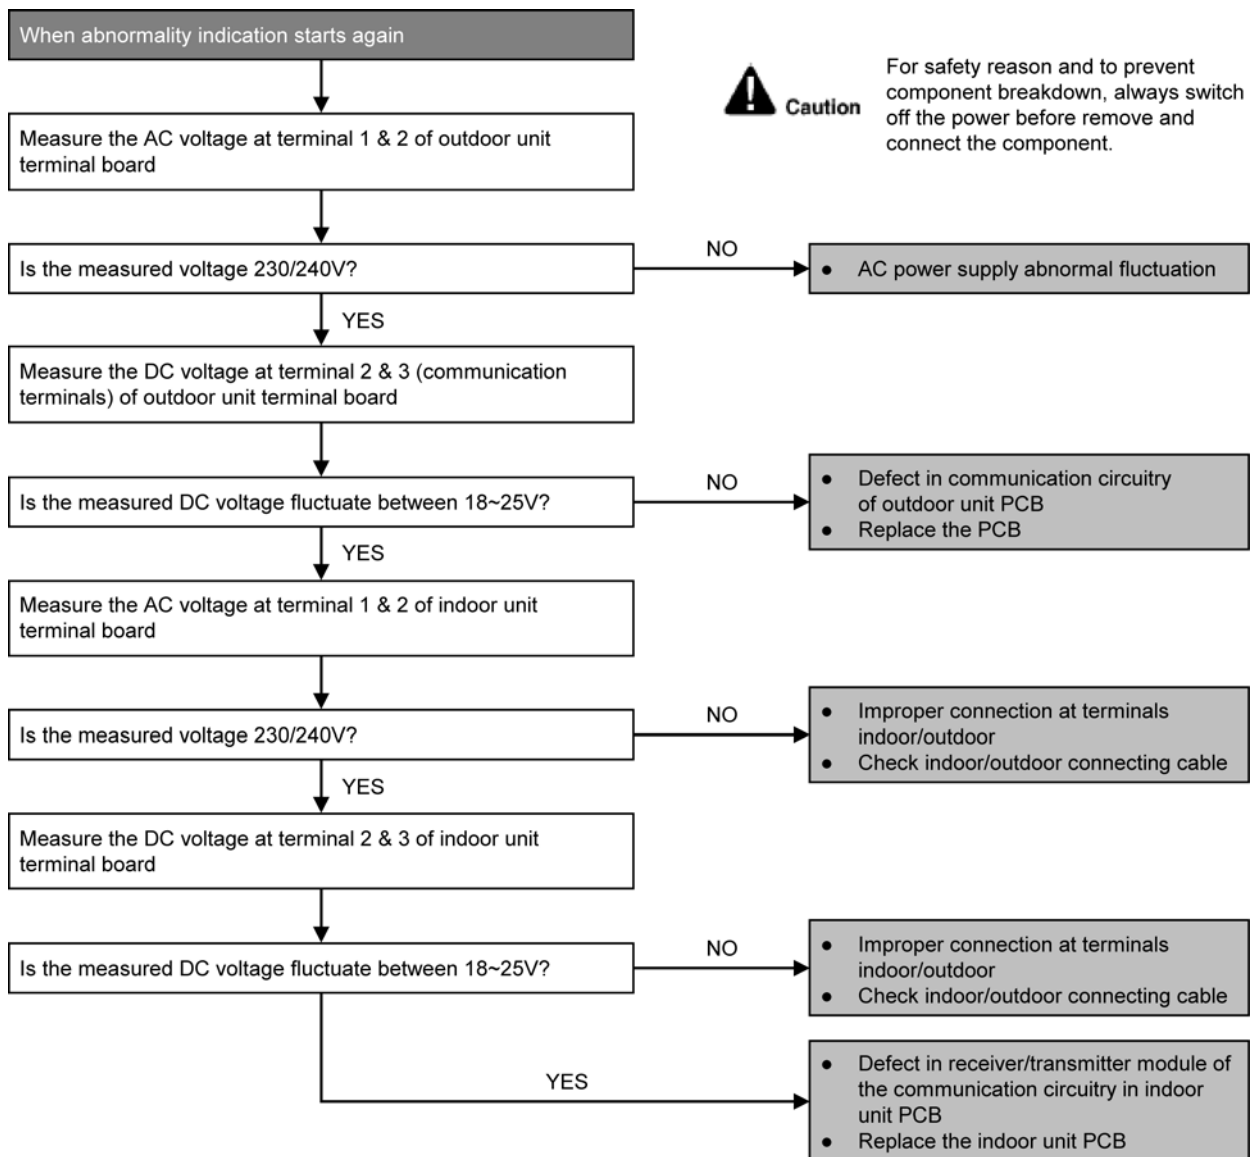 When abnormality indication starts again
Caution
For safety reason and to prevent
component breakdown, always switch
off the power before remove and
connect the component.
Measure the AC voltage at terminal 1 & 2 of outdoor unit
terminal board
Is the measured voltage 230/240V?
NO
● AC power supply abnormal fluctuation
YES
Measure the DC voltage at terminal 2 & 3 (communication
terminals) of outdoor unit terminal board
Is the measured DC voltage fluctuate between 18~25V?
NO
● Defect in communication circuitry
of outdoor unit PCB
● Replace the PCB
YES
Measure the AC voltage at terminal 1 & 2 of indoor unit
terminal board
Is the measured voltage 230/240V?
NO
● Improper connection at terminals
indoor/outdoor
● Check indoor/outdoor connecting cable
YES
Measure the DC voltage at terminal 2 & 3 of indoor unit
terminal board
Is the measured DC voltage fluctuate between 18~25V?
NO
● Improper connection at terminals
indoor/outdoor
● Check indoor/outdoor connecting cable
YES
● Defect in receiver/transmitter module of
the communication circuitry in indoor
unit PCB
● Replace the indoor unit PCB